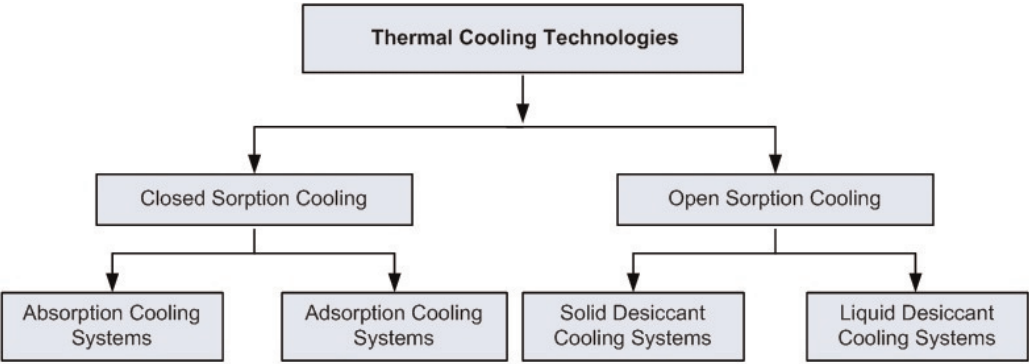 Thermal Cooling Technologies
Closed Sorption Cooling
Open Sorption Cooling
Absorption Cooling
Systems
Adsorption Cooling
Systems
Solid Desiccant
Cooling Systems
Liquid Desiccant
Cooling Systems